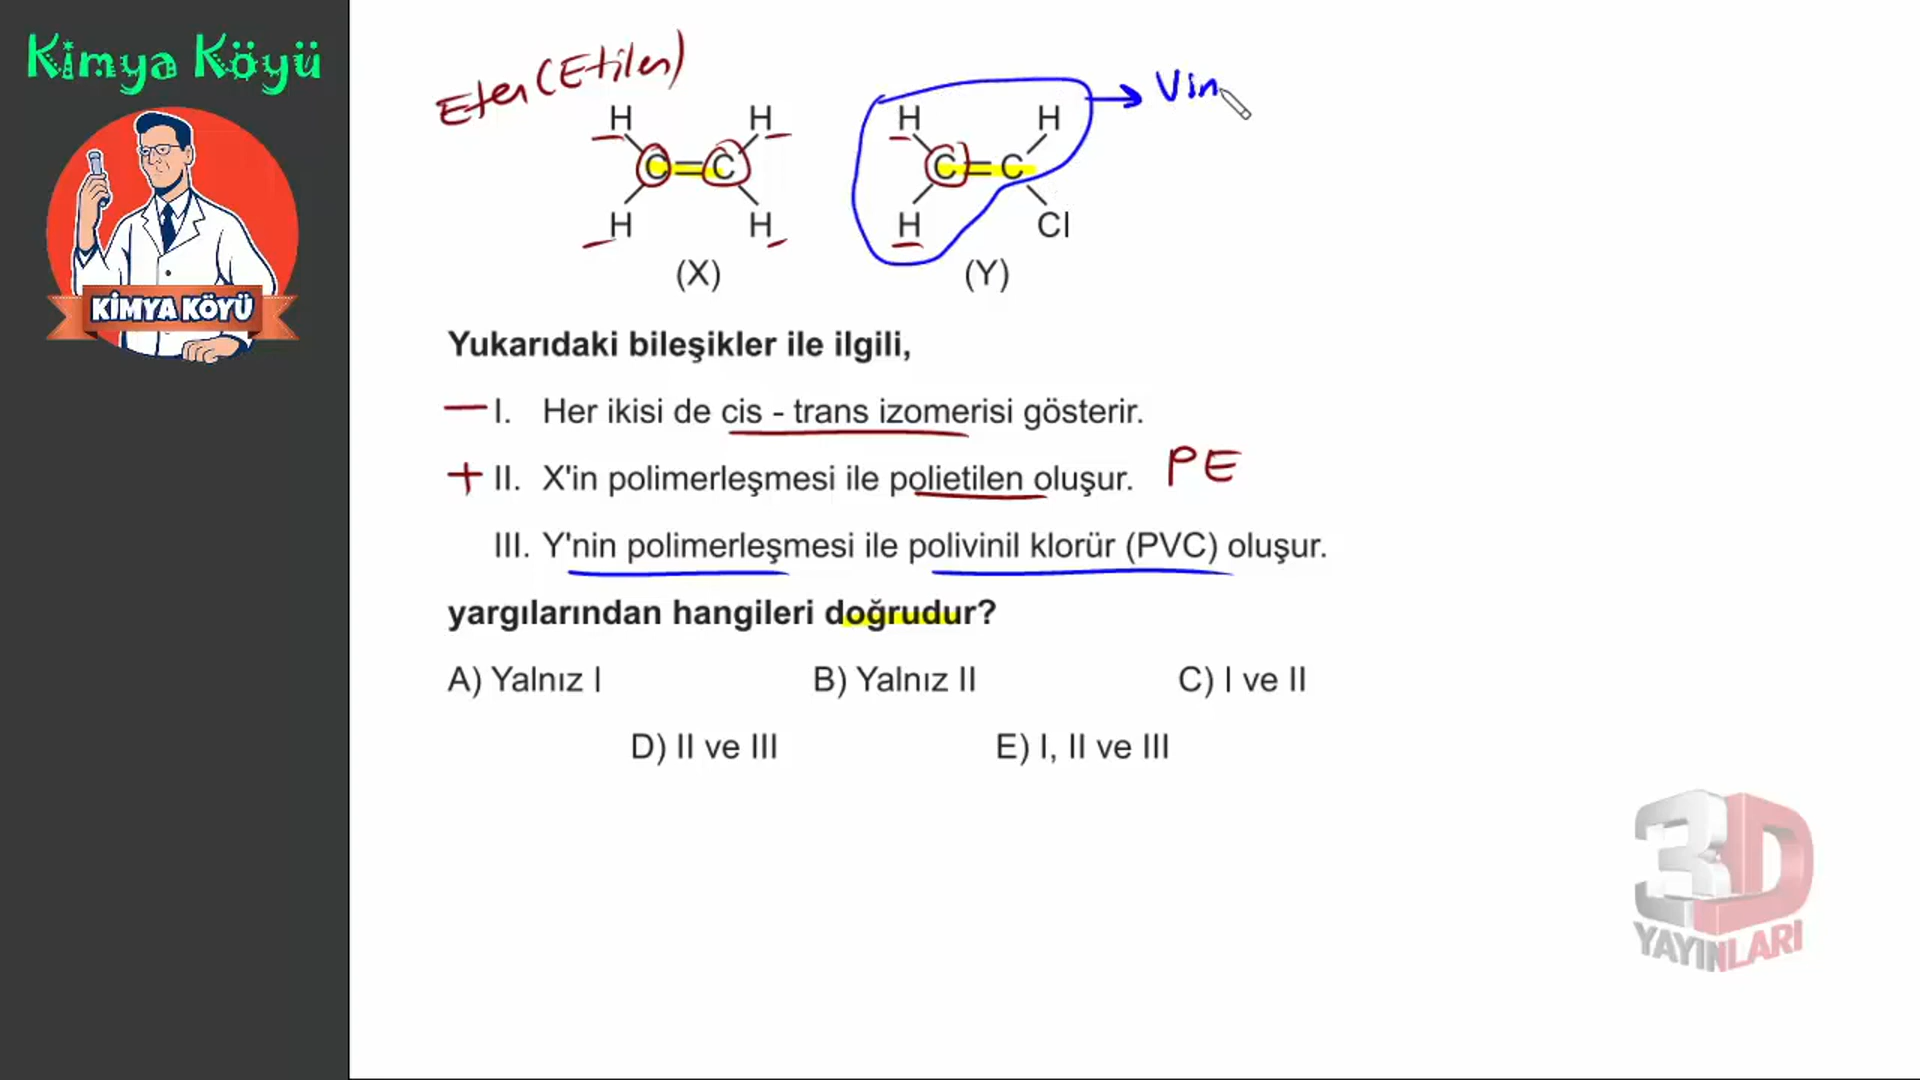 Kimya Köyü
KİMYA KÖYÜ
Eten (Etilen)
Vin
H H H H
C=C C=C
H H H Cl
(X) (Y)
Yukarıdaki bileşikler ile ilgili,
– I. Her ikisi de cis - trans izomerisi gösterir.
+ II. X'in polimerleşmesi ile polietilen oluşur. PE
III. Y'nin polimerleşmesi ile polivinil klorür (PVC) oluşur.
yargılarından hangileri doğrudur?
A) Yalnız I B) Yalnız II C) I ve II
D) II ve III E) I, II ve III
3D
YAYINLARI